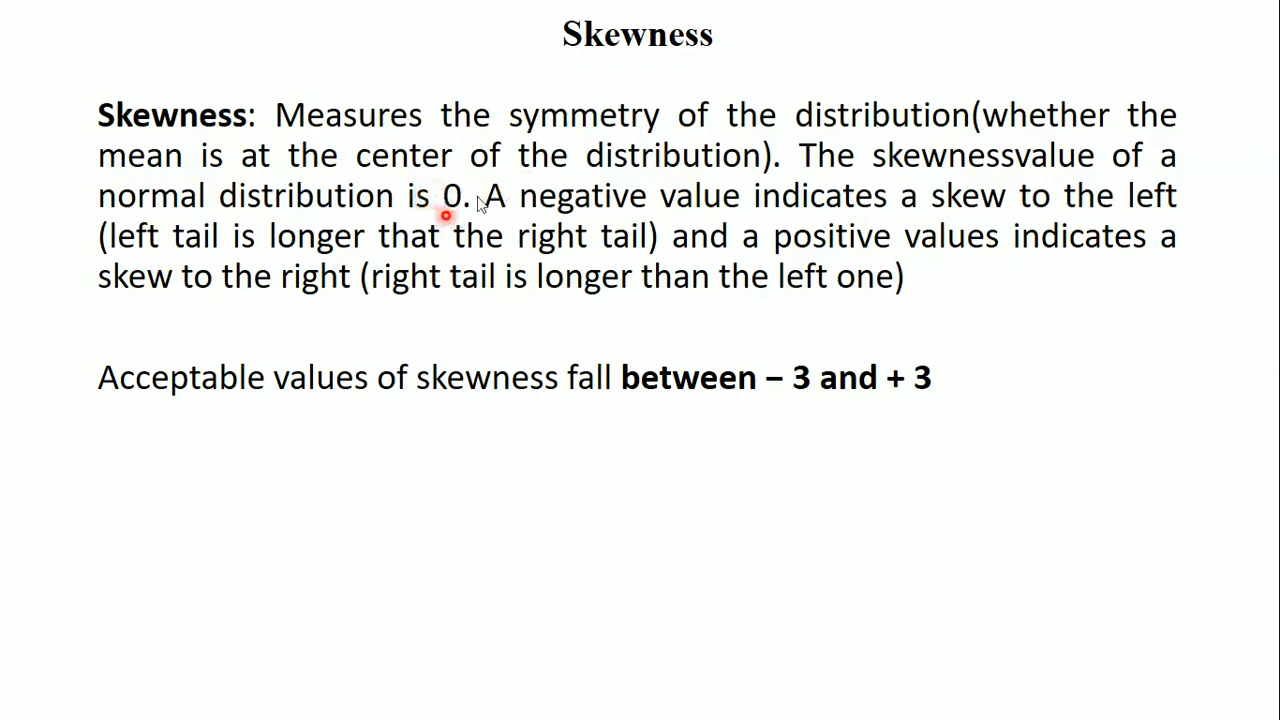 Skewness
Skewness: Measures the symmetry of the distribution(whether the
mean is at the center of the distribution). The skewnessvalue of a
normal distribution is 0. A negative value indicates a skew to the left
(left tail is longer that the right tail) and a positive values indicates a
skew to the right (right tail is longer than the left one)
Acceptable values of skewness fall between – 3 and + 3